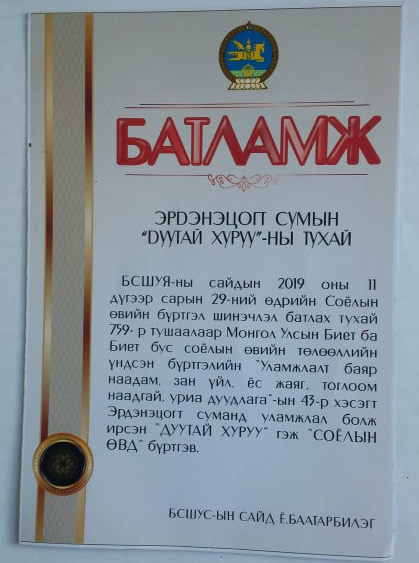 БАТЛАМЖ
ЭРДЭНЭЦОГТ СУМЫН
“ДУУТАЙ ХУРУУ”-НЫ ТУХАЙ
БСШУЯ-ны сайдын 2019 оны 11
дүгээр сарын 29-ний өдрийн Соёлын
өвийн бүртгэл шинэчлэл батлах тухай
759- р тушаалаар Монгол Улсын Биет ба
Биет бус соёлын өвийн төлөөллийн
үндсэн бүртгэлийн “Уламжлалт баяр
наадам, зан үйл, ёс жаяг, тоглоом
наадгай, уриа дуудлага”-ын 43-р хэсэгт
Эрдэнэцогт суманд уламжлал болж
ирсэн “ДУУТАЙ ХУРУУ” гэж “СОЁЛЫН
ӨВД” бүртгэв.
БСШУС-ЫН САЙД Ё.БААТАРБИЛЭГ